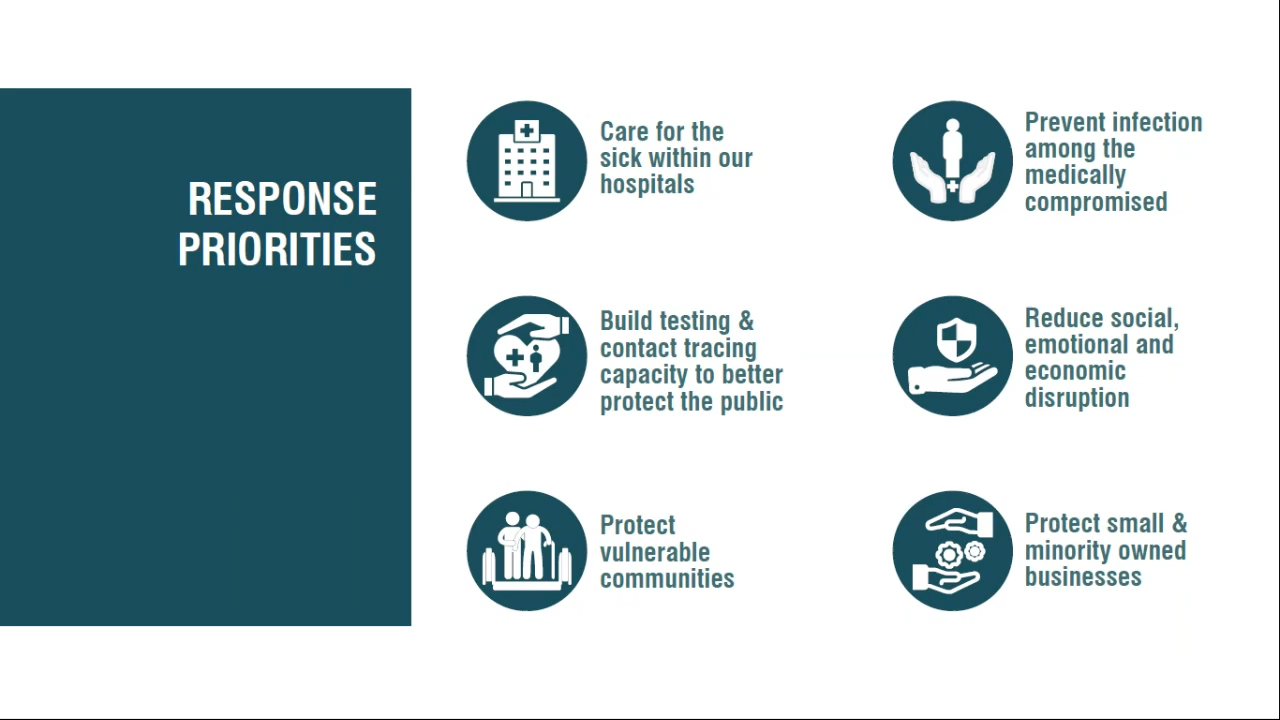 RESPONSE
PRIORITIES
Care for the
sick within our
hospitals
Prevent infection
among the
medically
compromised
Build testing &
contact tracing
capacity to better
protect the public
Reduce social,
emotional and
economic
disruption
Protect
vulnerable
communities
Protect small &
minority owned
businesses